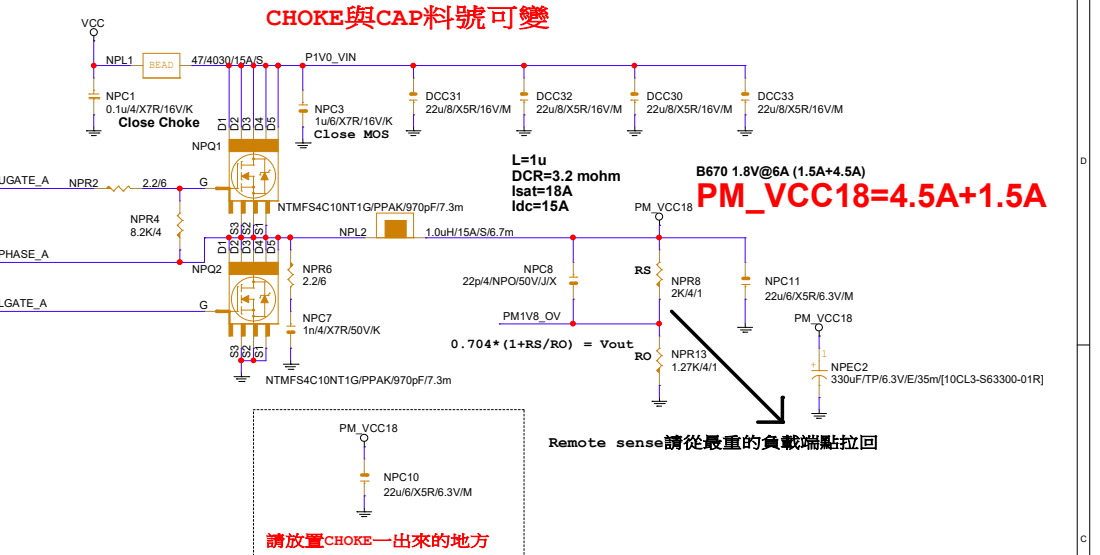 CHOKE與CAP料號可變
VCC
NPL1
BEAD
47/4030/15A/S
P1V0_VIN
NPC1
0.1u/4/X7R/16V/K
Close Choke
NPC3
1u/6/X7R/16V/K
Close MOS
DCC31
22u/8/X5R/16V/M
DCC32
22u/8/X5R/16V/M
DCC30
22u/8/X5R/16V/M
DCC33
22u/8/X5R/16V/M
D1
D2
D3
D4
D5
NPQ1
L=1u
DCR=3.2 mohm
Isat=18A
Idc=15A
B670 1.8V@6A (1.5A+4.5A)
PM_VCC18=4.5A+1.5A
D
UGATE_A
NPR2
2.2/6
G
NPR4
8.2K/4
S3
S2
S1
NTMFS4C10NT1G/PPAK/970pF/7.3m
PM_VCC18
NPL2
1.0uH/15A/S/6.7m
PHASE_A
D1
D2
D3
D4
D5
NPQ2
NPR6
2.2/6
NPC8
22p/4/NPO/50V/J/X
RS
NPR8
2K/4/1
NPC11
22u/6/X5R/6.3V/M
LGATE_A
G
NPC7
1n/4/X7R/50V/K
PM1V8_OV
PM_VCC18
0.704*(1+RS/RO) = Vout
RO
NPR13
1.27K/4/1
1
+
NPEC2
330uF/TP/6.3V/E/35m/[10CL3-S63300-01R]
S3
S2
S1
NTMFS4C10NT1G/PPAK/970pF/7.3m
PM_VCC18
Remote sense請從最重的負載端點拉回
NPC10
22u/6/X5R/6.3V/M
請放置CHOKE一出來的地方
C